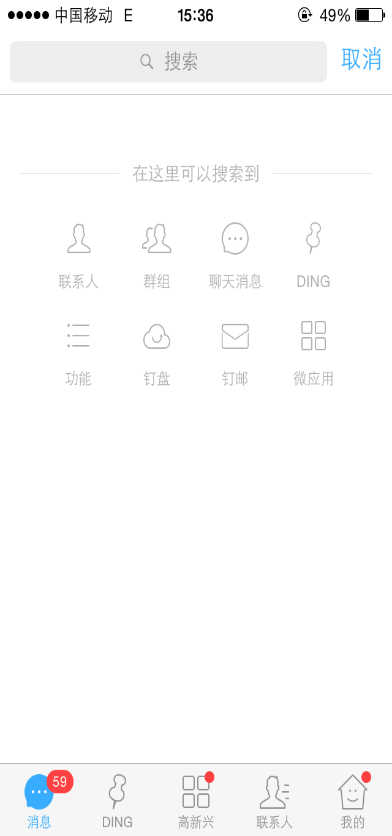 中国移动 E 15:36 49%
搜索 取消
在这里可以搜索到
联系人 群组 聊天消息 DING
功能 钉盘 钉邮 微应用
59
消息 DING 高新兴 联系人 我的